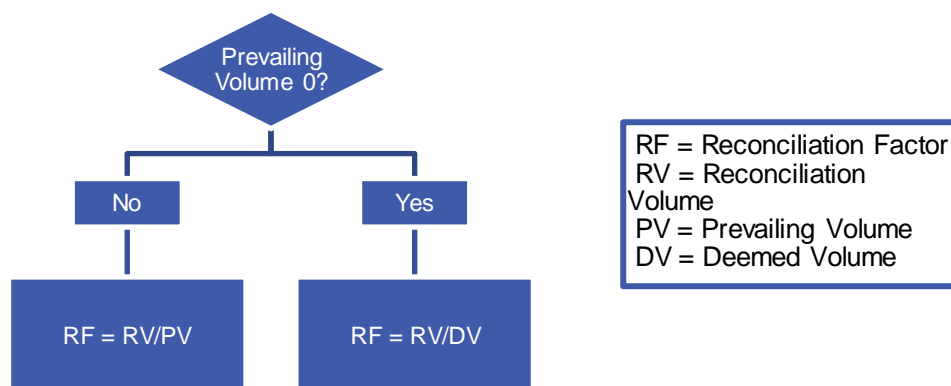 Prevailing
Volume 0?
No
Yes
RF = RV/PV
RF = RV/DV
RF = Reconciliation Factor
RV = Reconciliation
Volume
PV = Prevailing Volume
DV = Deemed Volume